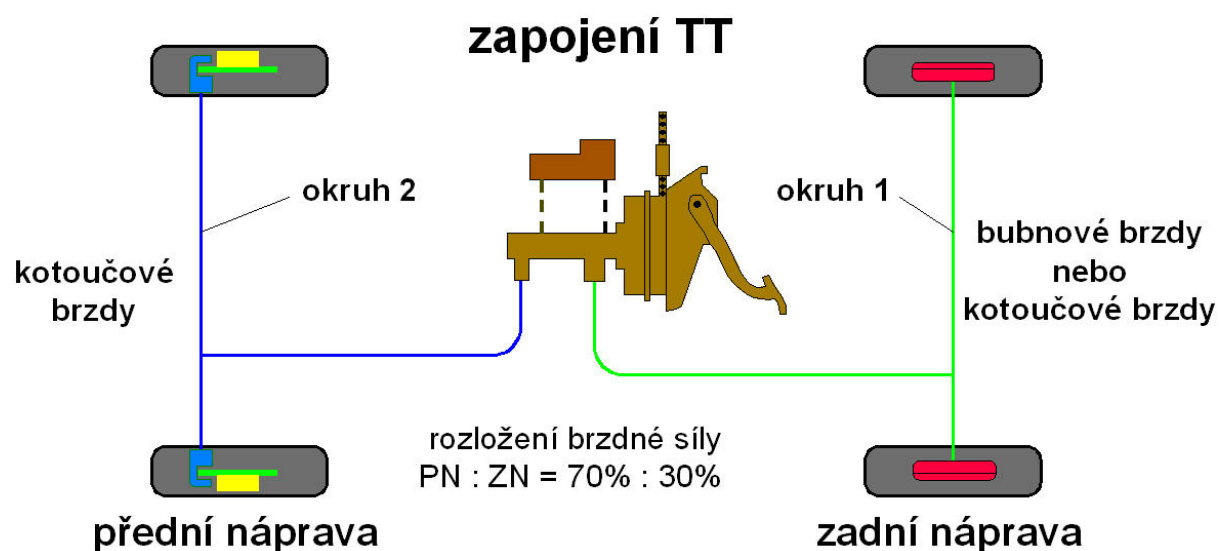 zapojení TT
okruh 2
okruh 1
kotoučové
brzdy
bubnové brzdy
nebo
kotoučové brzdy
rozložení brzdné síly
PN : ZN = 70% : 30%
přední náprava
zadní náprava